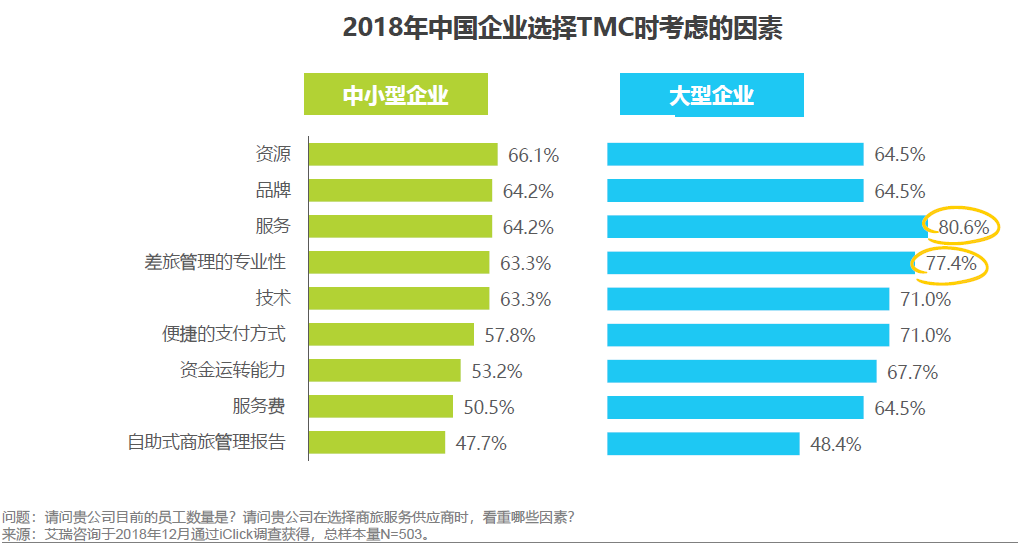 2018年中国企业选择TMC时考虑的因素
中小型企业 大型企业
资源 66.1% 64.5%
品牌 64.2% 64.5%
服务 64.2% 80.6%
差旅管理的专业性 63.3% 77.4%
技术 63.3% 71.0%
便捷的支付方式 57.8% 71.0%
资金运转能力 53.2% 67.7%
服务费 50.5% 64.5%
自助式商旅管理报告 47.7% 48.4%
问题：请问贵公司目前的员工数量是？请问贵公司在选择商旅服务供应商时，看重哪些因素？
来源：艾瑞咨询于2018年12月通过iClick调查获得，总样本量N=503。